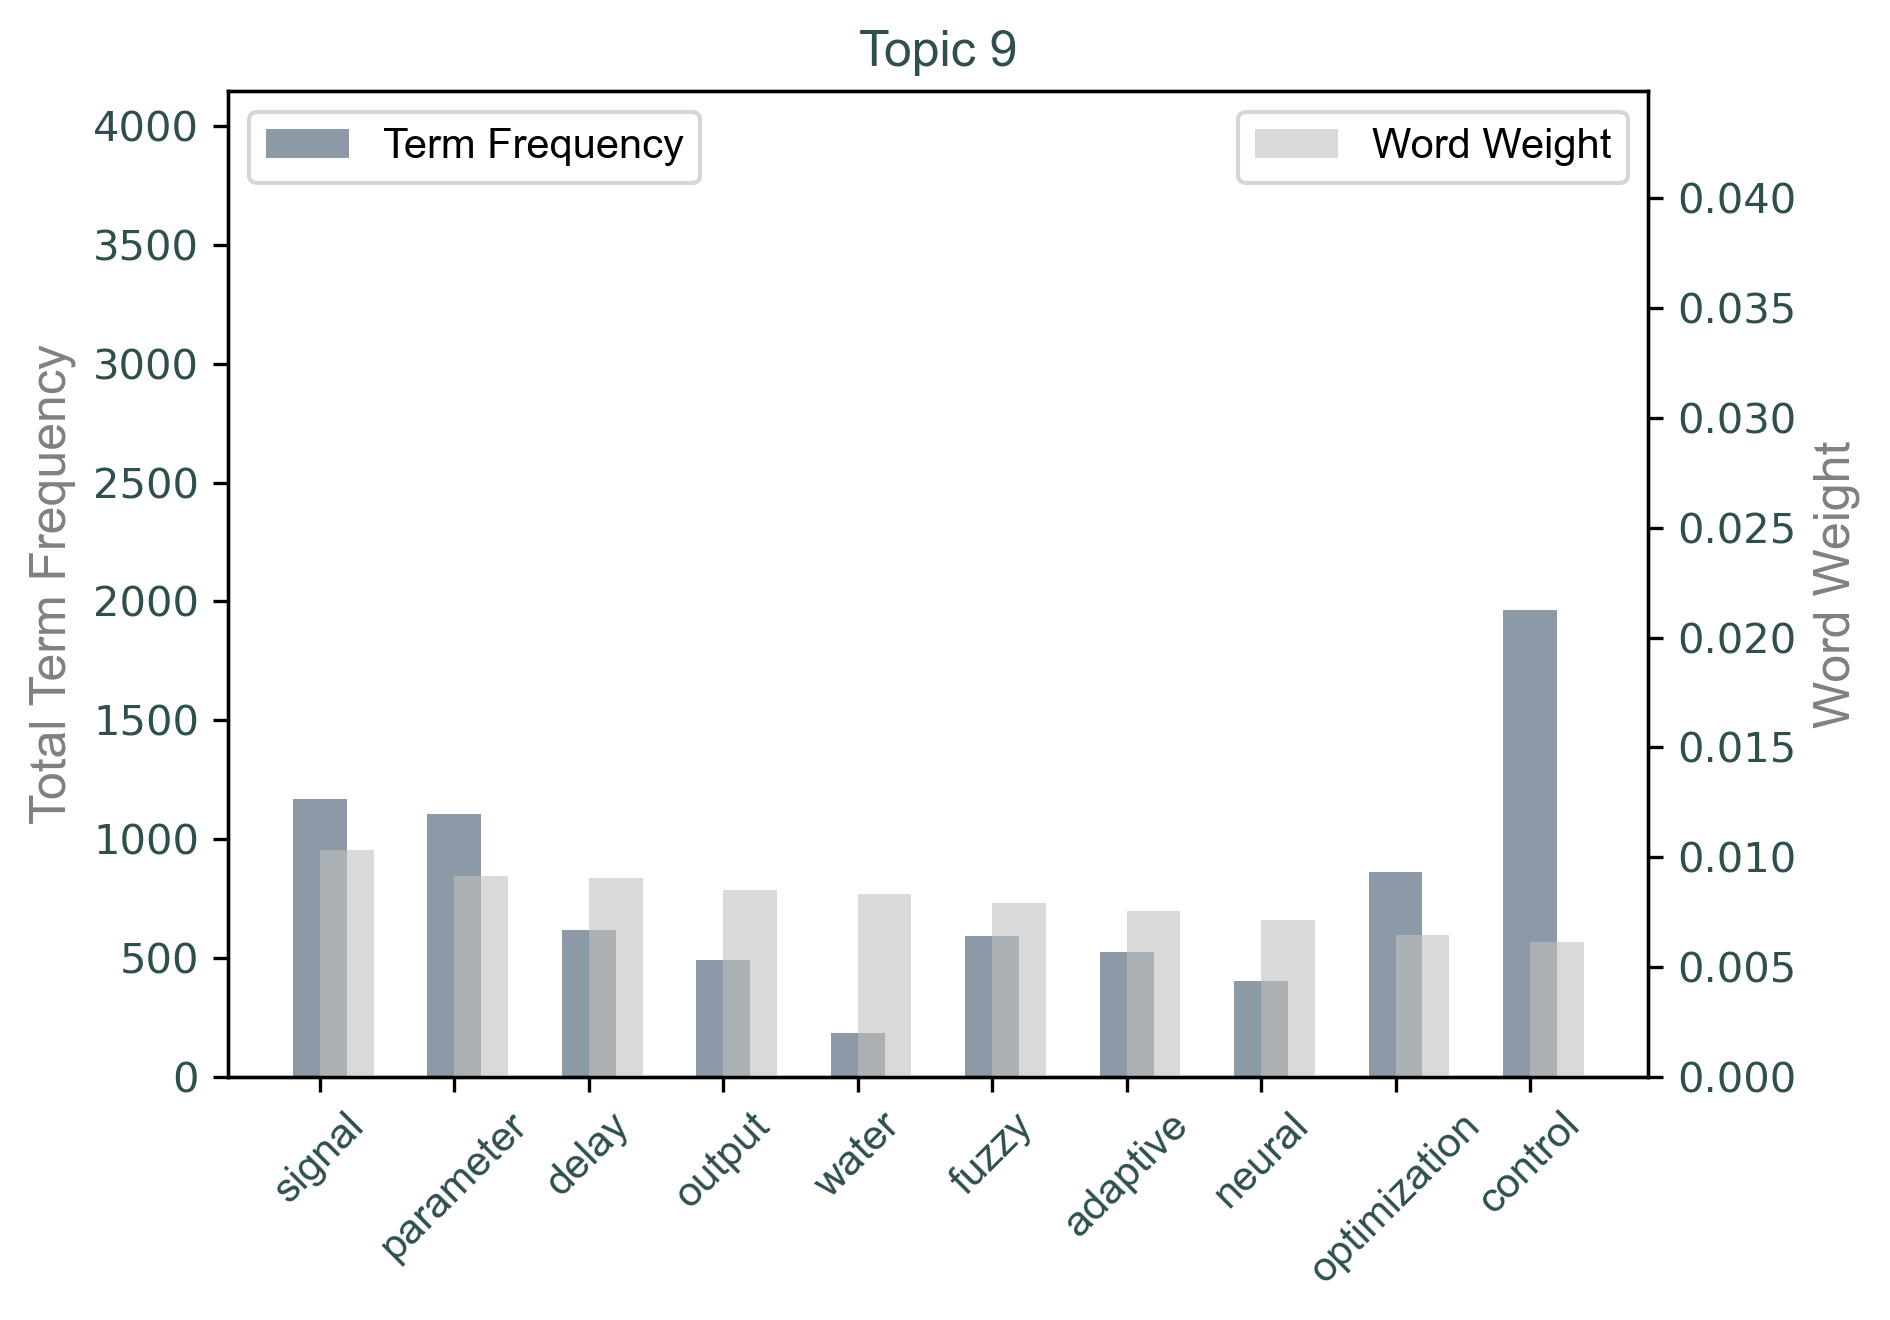 Topic 9
Term Frequency
Word Weight
Total Term Frequency
4000
3500
3000
2500
2000
1500
1000
500
0
0.040
0.035
0.030
0.025
0.020
0.015
0.010
0.005
0.000
Word Weight
signal
parameter
delay
output
water
fuzzy
adaptive
neural
optimization
control